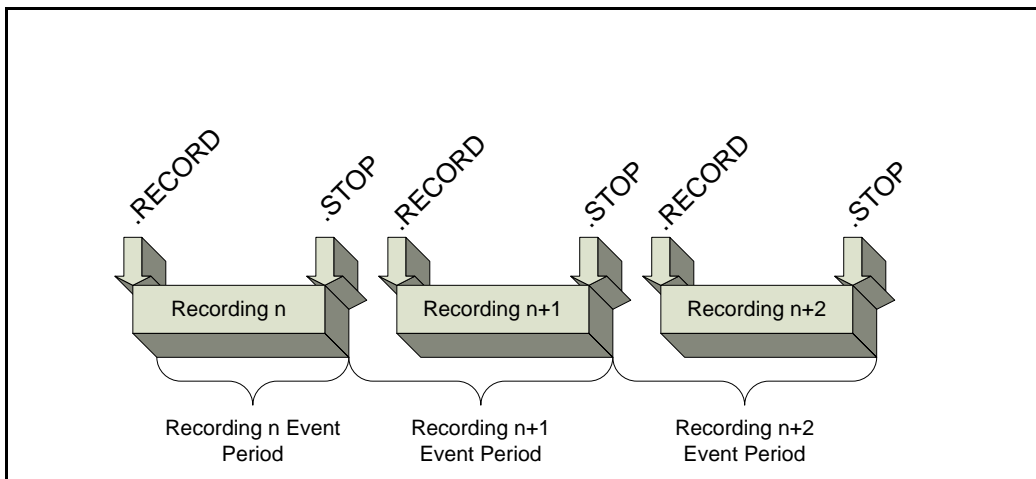 .RECORD
.STOP
.RECORD
.STOP
.RECORD
.STOP
Recording n
Recording n+1
Recording n+2
Recording n Event
Period
Recording n+1
Event Period
Recording n+2
Event Period